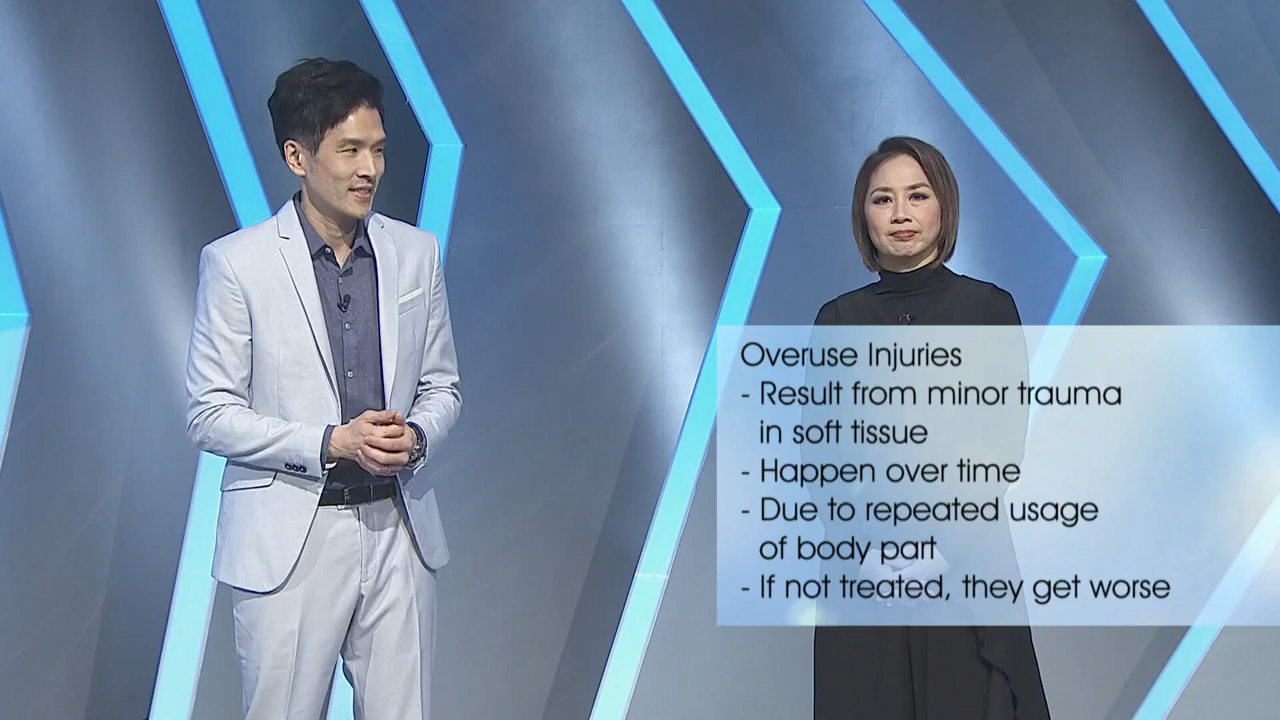 Overuse Injuries
- Result from minor trauma
in soft tissue
- Happen over time
- Due to repeated usage
of body part
- If not treated, they get worse